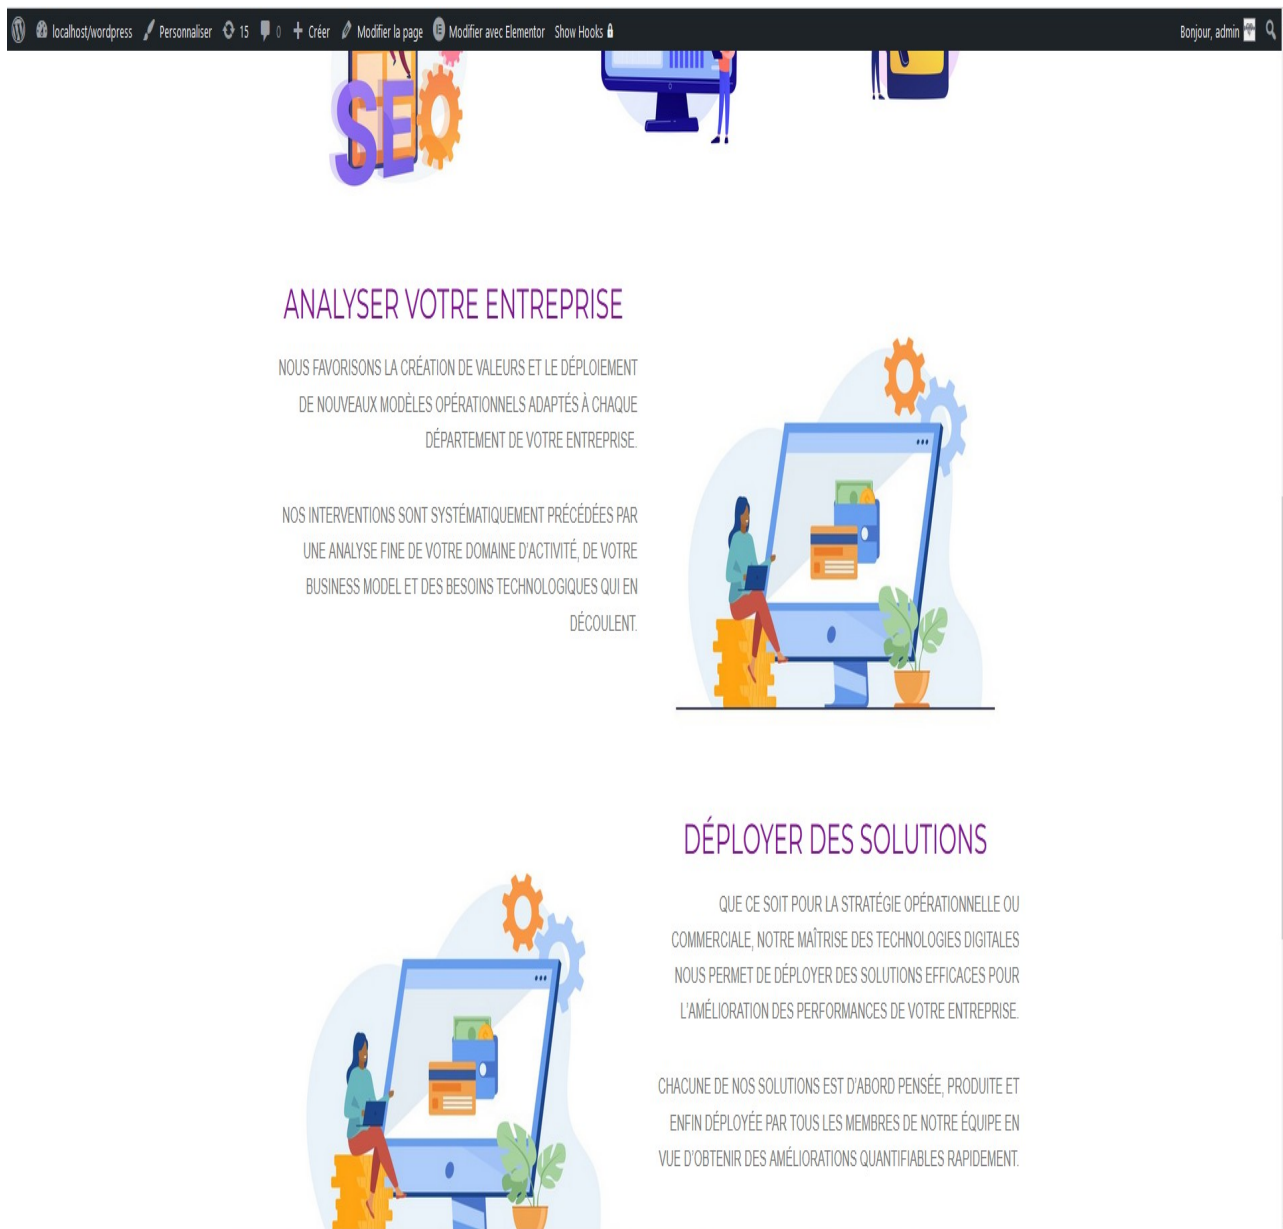 localhost/wordpress Personnaliser 15 0 Créer Modifier la page Modifier avec Elementor Show Hooks Bonjour, admin
SEO
ANALYSER VOTRE ENTREPRISE
NOUS FAVORISONS LA CRÉATION DE VALEURS ET LE DÉPLOIEMENT
DE NOUVEAUX MODÈLES OPÉRATIONNELS ADAPTÉS À CHAQUE
DÉPARTEMENT DE VOTRE ENTREPRISE.
NOS INTERVENTIONS SONT SYSTÉMATIQUEMENT PRÉCÉDÉES PAR
UNE ANALYSE FINE DE VOTRE DOMAINE D'ACTIVITÉ, DE VOTRE
BUSINESS MODEL ET DES BESOINS TECHNOLOGIQUES QUI EN
DÉCOULENT.
DÉPLOYER DES SOLUTIONS
QUE CE SOIT POUR LA STRATÉGIE OPÉRATIONNELLE OU
COMMERCIALE, NOTRE MAÎTRISE DES TECHNOLOGIES DIGITALES
NOUS PERMET DE DÉPLOYER DES SOLUTIONS EFFICACES POUR
L'AMÉLIORATION DES PERFORMANCES DE VOTRE ENTREPRISE.
CHACUNE DE NOS SOLUTIONS EST D'ABORD PENSÉE, PRODUITE ET
ENFIN DÉPLOYÉE PAR TOUS LES MEMBRES DE NOTRE ÉQUIPE EN
VUE D'OBTENIR DES AMÉLIORATIONS QUANTIFIABLES RAPIDEMENT.